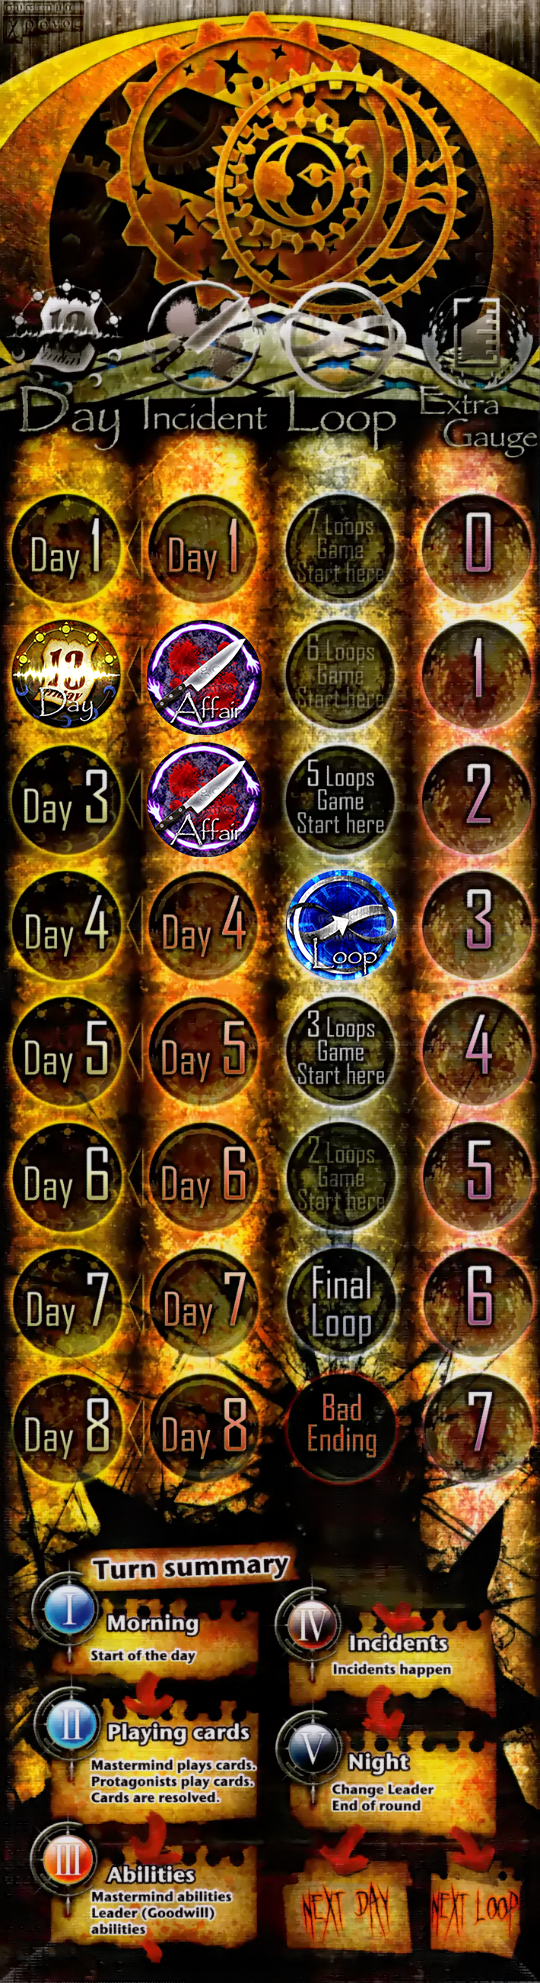 Day
Incident
Loop
Extra
Gauge
Day 1
Day 1
7 Loops
Game
Start here
0
13
Day
Affair
6 Loops
Game
Start here
1
Day 3
Affair
5 Loops
Game
Start here
2
Day 4
Day 4
Loop
3
Day 5
Day 5
3 Loops
Game
Start here
4
Day 6
Day 6
2 Loops
Game
Start here
5
Day 7
Day 7
Final
Loop
6
Day 8
Day 8
Bad
Ending
7
Turn summary
I
Morning
Start of the day
II
Playing cards
Mastermind plays cards.
Protagonists play cards.
Cards are resolved.
III
Abilities
Mastermind abilities
Leader (Goodwill)
abilities
IV
Incidents
Incidents happen
V
Night
Change Leader
End of round
NEXT DAY
NEXT LOOP